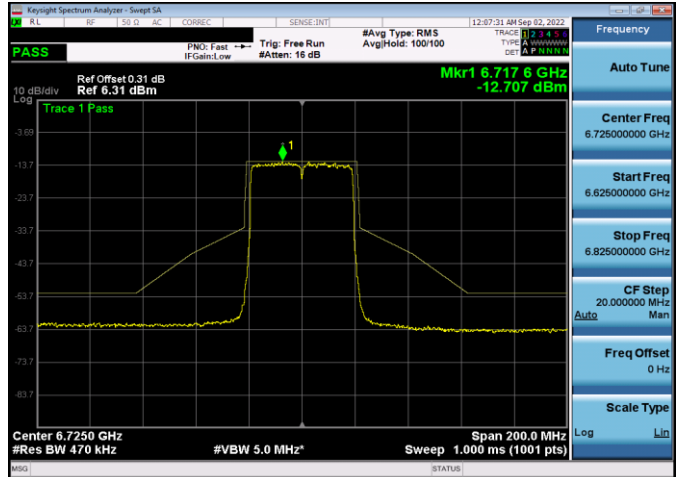 Keysight Spectrum Analyzer - Swept SA
RL RF 50 Ω AC CORREC SENSE:INT 12:07:31 AM Sep 02, 2022
PASS
PNO: Fast
IFGain:Low
Trig: Free Run
#Atten: 16 dB
#Avg Type: RMS
Avg|Hold: 100/100
TRACE 1 2 3 4 5 6
TYPE A WWWWW
DET A P N N N N
Mkr1 6.717 6 GHz
-12.707 dBm
Ref Offset 0.31 dB
10 dB/div Ref 6.31 dBm
Log
Trace 1 Pass
1
-3.69
-13.7
-23.7
-33.7
-43.7
-53.7
-63.7
-73.7
-83.7
Center 6.7250 GHz Span 200.0 MHz
#Res BW 470 kHz #VBW 5.0 MHz* Sweep 1.000 ms (1001 pts)
MSG STATUS
Frequency
Auto Tune
Center Freq
6.725000000 GHz
Start Freq
6.625000000 GHz
Stop Freq
6.825000000 GHz
CF Step
20.000000 MHz
Auto Man
Freq Offset
0 Hz
Scale Type
Log Lin